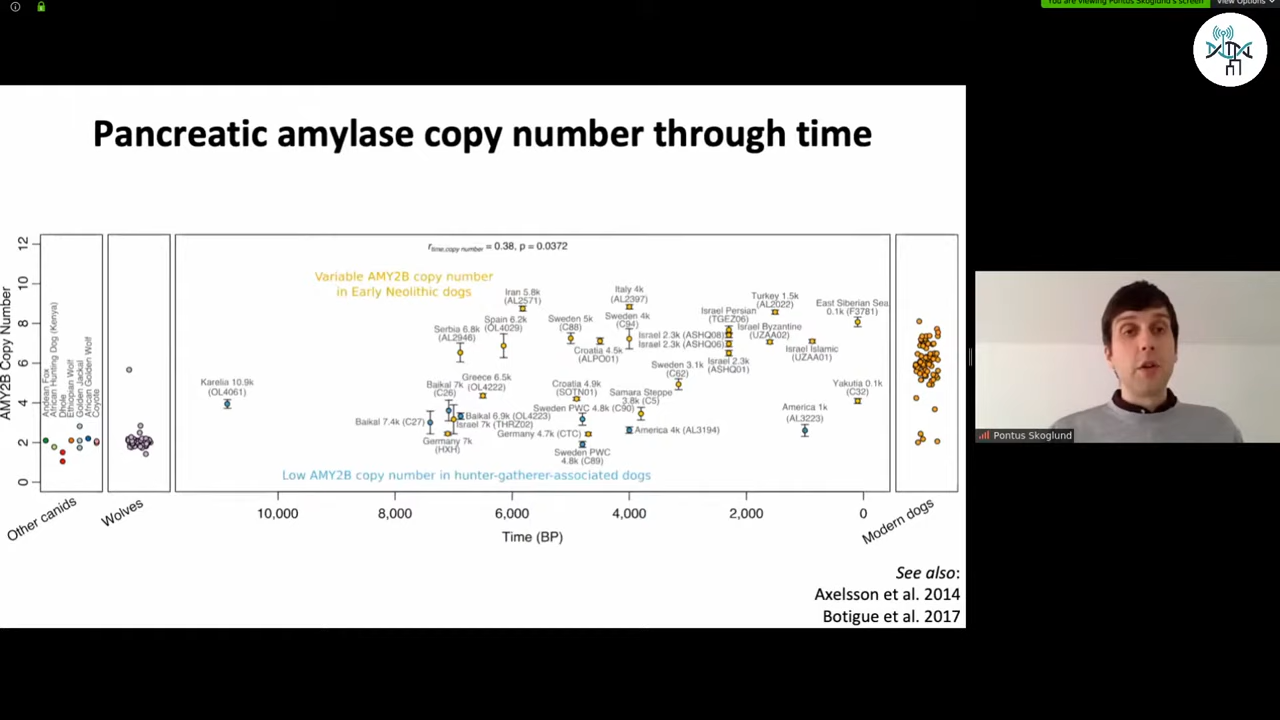 You are viewing Pontus Skoglund's screen
View Options
Pancreatic amylase copy number through time
AMY2B Copy Number
12
10
8
6
4
2
0
Andean Fox
African Hunting Dog (Kenya)
Dhole
Ethiopian Wolf
Golden Jackal
African Golden Wolf
Coyote
Other canids
Wolves
r time,copy number = 0.38, p = 0.0372
Variable AMY2B copy number
in Early Neolithic dogs
Karelia 10.9k
(OL4061)
Baikal 7.4k (C27)
Baikal 7k
(C26)
Germany 7k
(HXH)
Serbia 6.8k
(AL2946)
Baikal 6.9k (OL4223)
Israel 7k (THRZ02)
Greece 6.5k
(OL4222)
Spain 6.2k
(OL4029)
Iran 5.8k
(AL2571)
Sweden 5k
(C88)
Croatia 4.9k
(SOTN01)
Sweden PWC 4.8k (C90)
Germany 4.7k (CTC)
Sweden PWC
4.8k (C89)
Croatia 4.5k
(ALPO01)
Italy 4k
(AL2397)
Sweden 4k
(C94)
America 4k (AL3194)
Samara Steppe
3.8k (C5)
Sweden 3.1k
(C62)
Israel Persian
(TGEZ06)
Israel 2.3k (ASHQ08)
Israel 2.3k (ASHQ06)
Israel 2.3k
(ASHQ01)
Israel Byzantine
(UZAA02)
Turkey 1.5k
(AL2022)
America 1k
(AL3223)
Israel Islamic
(UZAA01)
East Siberian Sea
0.1k (F3781)
Yakutia 0.1k
(C32)
Low AMY2B copy number in hunter-gatherer-associated dogs
10,000
8,000
6,000
4,000
2,000
0
Time (BP)
Modern dogs
See also:
Axelsson et al. 2014
Botigue et al. 2017
Pontus Skoglund